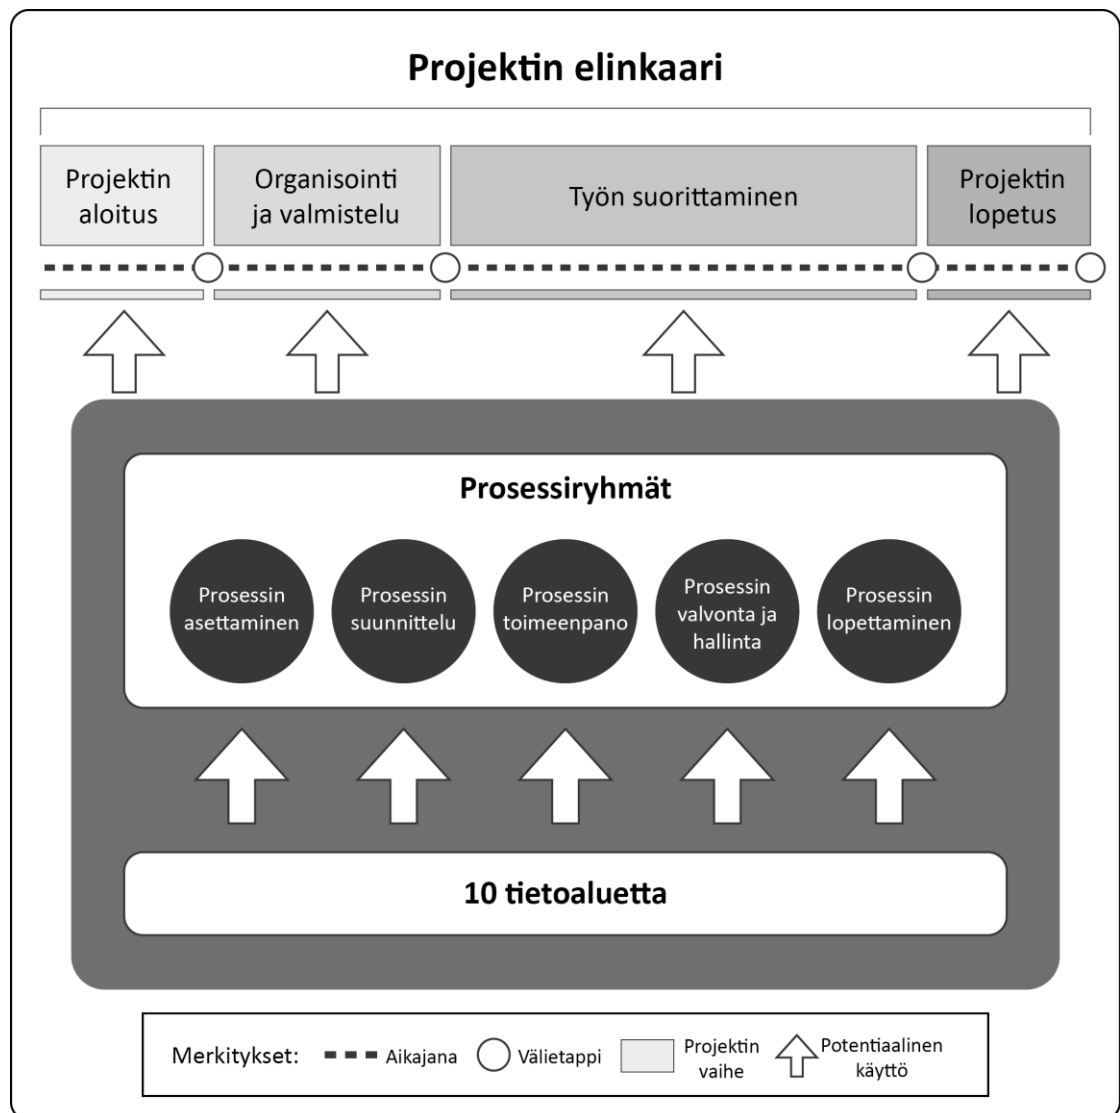 Projektin elinkaari
Projektin
aloitus
Organisointi
ja valmistelu
Työn suorittaminen
Projektin
lopetus
Prosessiryhmät
Prosessin
asettaminen
Prosessin
suunnittelu
Prosessin
toimeenpano
Prosessin
valvonta ja
hallinta
Prosessin
lopettaminen
10 tietoaluetta
Merkitykset:
Aikajana
Välietappi
Projektin
vaihe
Potentiaalinen
käyttö